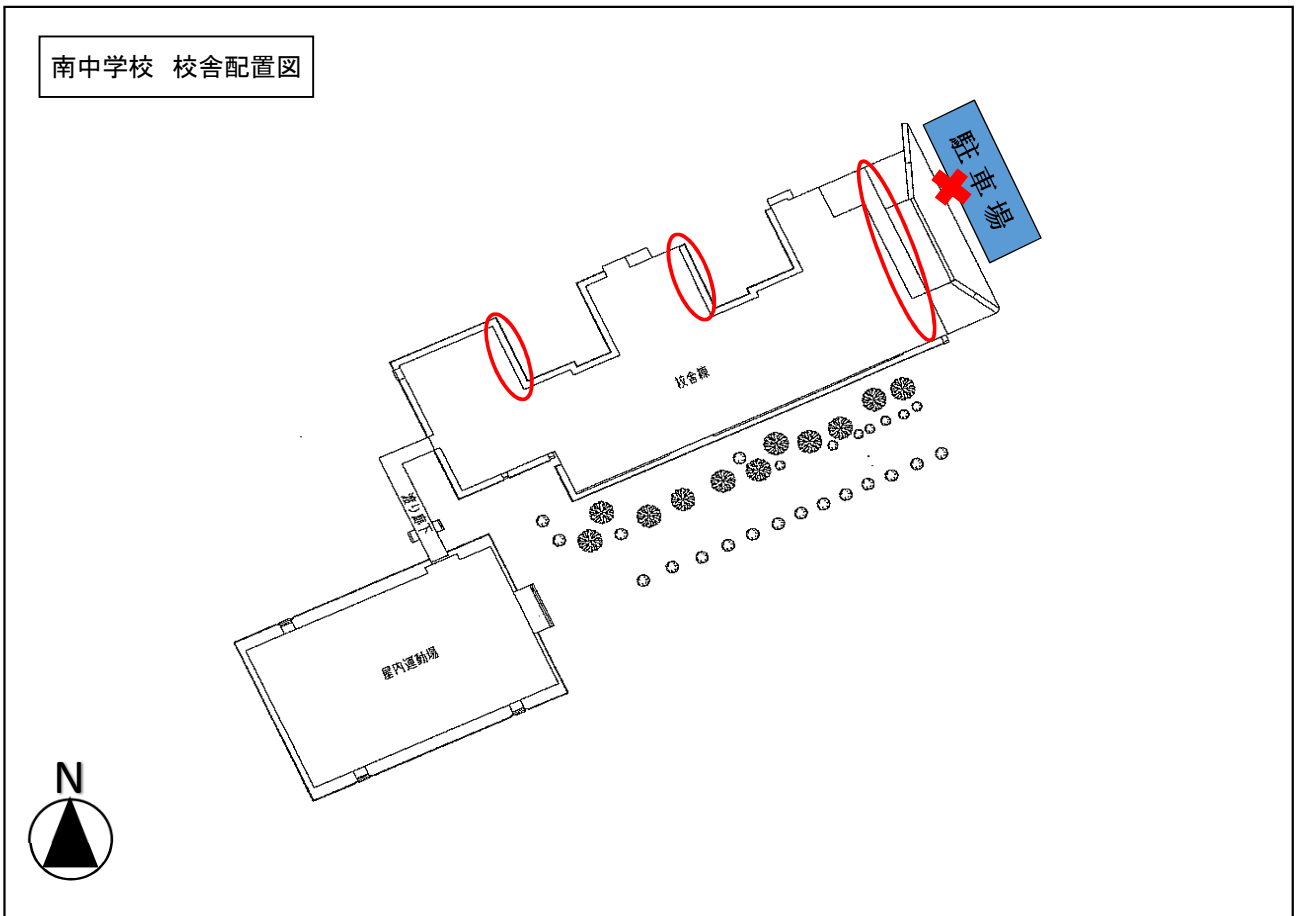 南中学校　校舎配置図
駐車場
校舎棟
渡り廊下
屋内運動場
N